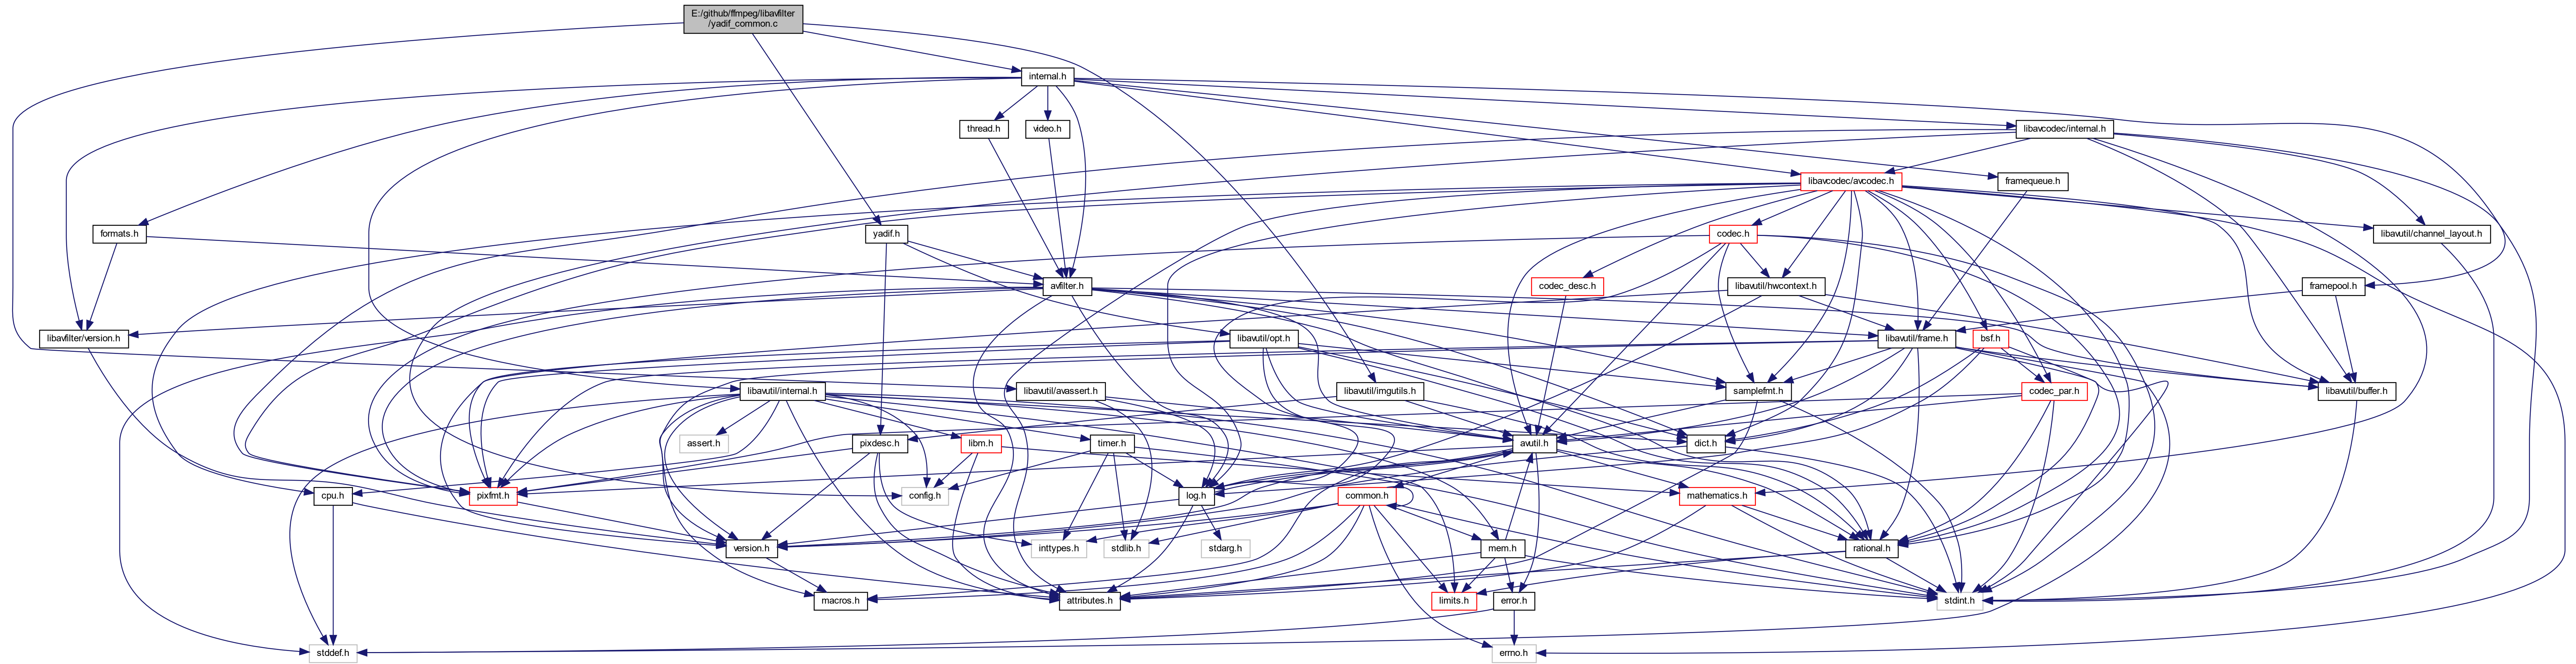 E:/github/ffmpeg/libavfilter
/yadif_common.c
internal.h
thread.h
video.h
libavcodec/internal.h
libavcodec/avcodec.h
framequeue.h
formats.h
yadif.h
codec.h
libavutil/channel_layout.h
avfilter.h
codec_desc.h
libavutil/hwcontext.h
framepool.h
libavfilter/version.h
libavutil/opt.h
libavutil/frame.h
bsf.h
libavutil/internal.h
libavutil/avassert.h
libavutil/imgutils.h
samplefmt.h
codec_par.h
libavutil/buffer.h
assert.h
pixdesc.h
libm.h
timer.h
avutil.h
dict.h
cpu.h
pixfmt.h
config.h
log.h
common.h
mathematics.h
version.h
inttypes.h
stdlib.h
stdarg.h
mem.h
rational.h
macros.h
attributes.h
limits.h
error.h
stdint.h
stddef.h
errno.h